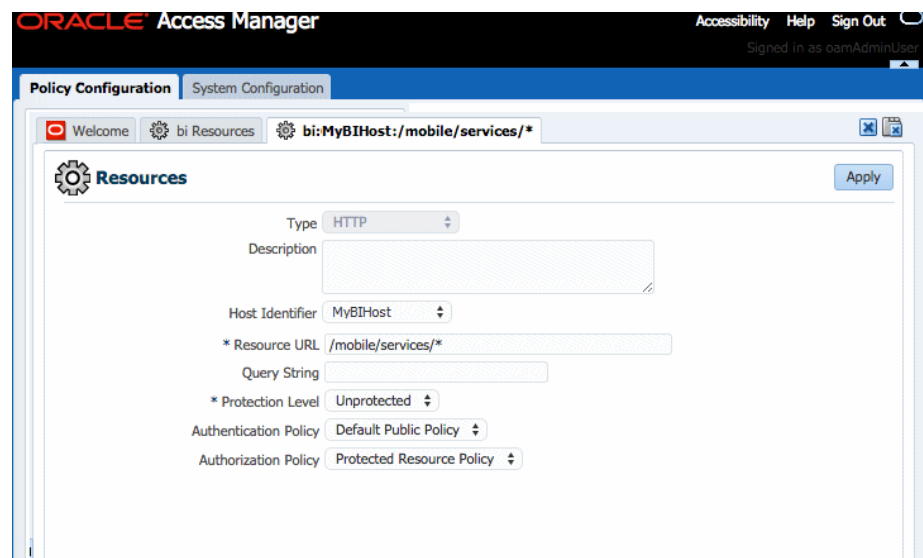 ORACLE Access Manager
Accessibility Help Sign Out
Signed in as oamAdminUser
Policy Configuration System Configuration
Welcome bi Resources bi:MyBIHost:/mobile/services/*
Resources Apply
Type HTTP
Description
Host Identifier MyBIHost
* Resource URL /mobile/services/*
Query String
* Protection Level Unprotected
Authentication Policy Default Public Policy
Authorization Policy Protected Resource Policy